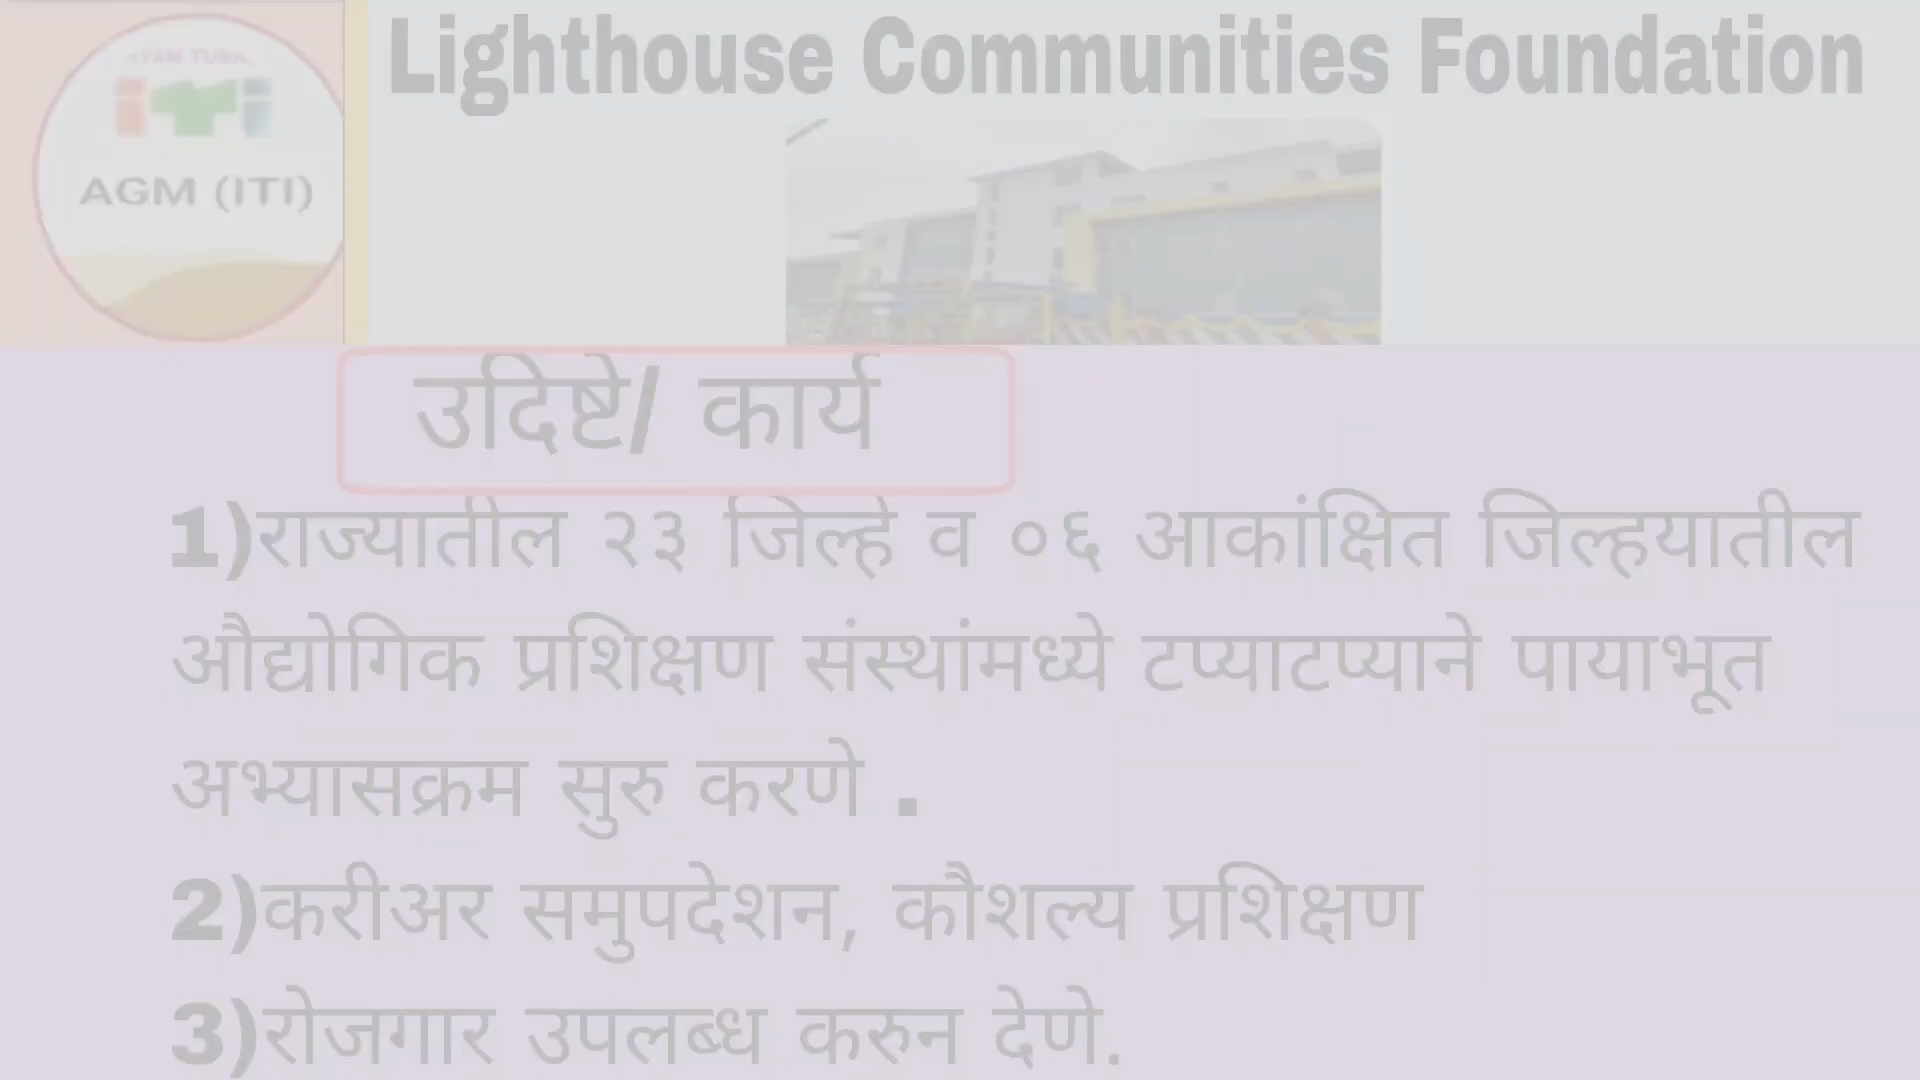 Lighthouse Communities Foundation
iTi
AGM (ITI)
उदिष्टे/ कार्य
1)राज्यातील २३ जिल्हे व ०६ आकांक्षित जिल्हयातील
औद्योगिक प्रशिक्षण संस्थांमध्ये टप्याटप्याने पायाभूत
अभ्यासक्रम सुरु करणे .
2)करीअर समुपदेशन, कौशल्य प्रशिक्षण
3)रोजगार उपलब्ध करुन देणे.